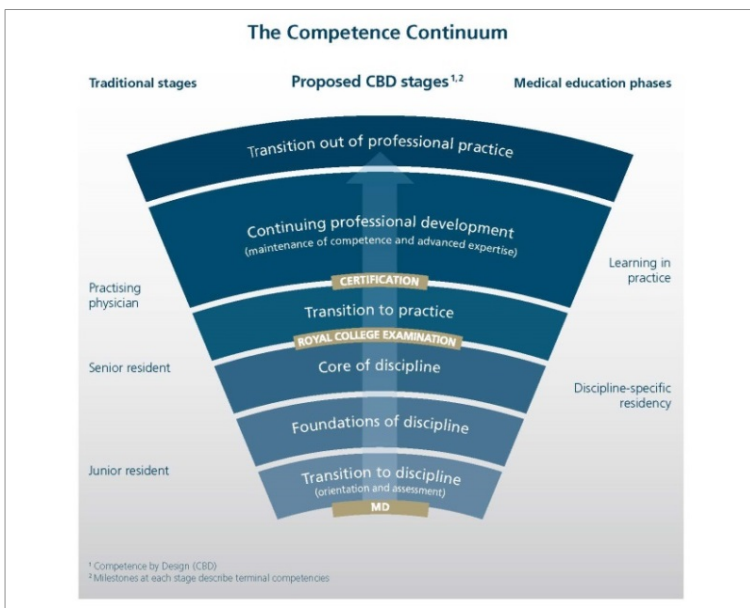 The Competence Continuum
Traditional stages
Proposed CBD stages1,2
Medical education phases
Transition out of professional practice
Continuing professional development
(maintenance of competence and advanced expertise)
Learning in
practice
CERTIFICATION
Practising
physician
Transition to practice
ROYAL COLLEGE EXAMINATION
Senior resident
Core of discipline
Discipline-specific
residency
Foundations of discipline
Junior resident
Transition to discipline
(orientation and assessment)
MD
1 Competence by Design (CBD)
2 Milestones at each stage describe terminal competencies